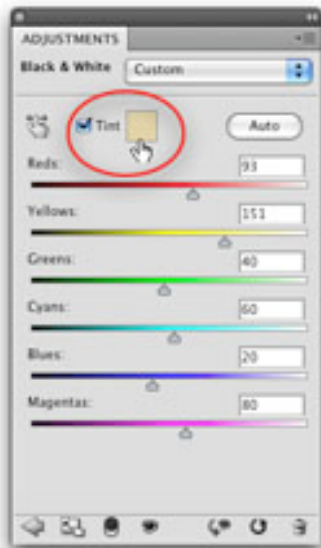 ADJUSTMENTS
Black & White Custom
Tint Auto
Reds: 93
Yellows: 151
Greens: 40
Cyans: 60
Blues: 20
Magentas: 80